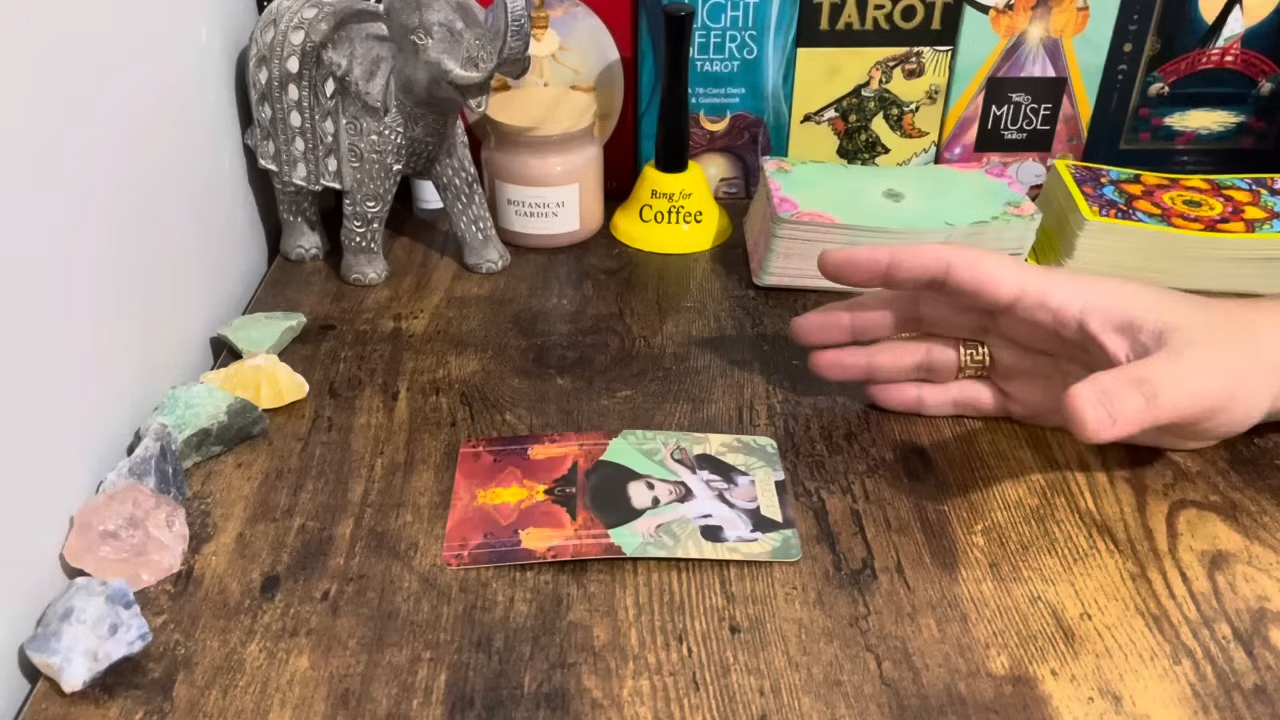 BOTANICAL
GARDEN
Ring for
Coffee
IGHT
EER'S
TAROT
A 78-Card Deck
& Guidebook
TAROT
THE
MUSE
TAROT